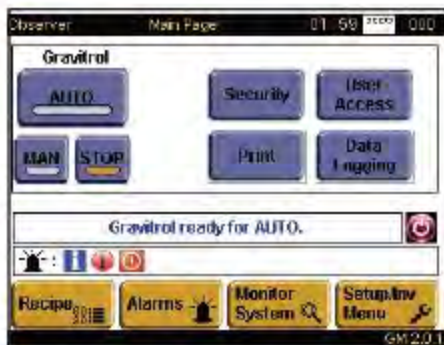 Observer Main Page 01 59 000
Gravitrol
AUTO
Security
User
Access
MAN STOP
Print
Data
Logging
Gravitrol ready for AUTO.
Recipe
Alarms
Monitor
System
Setup/Inv
Menu
GM 2.0.1